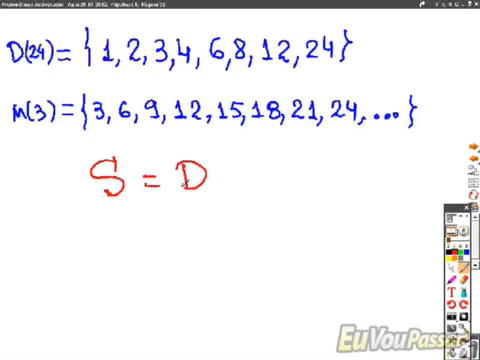 D(24) = {1, 2, 3, 4, 6, 8, 12, 24}
M(3) = {3, 6, 9, 12, 15, 18, 21, 24, ...}
S = D
EuVouPassar